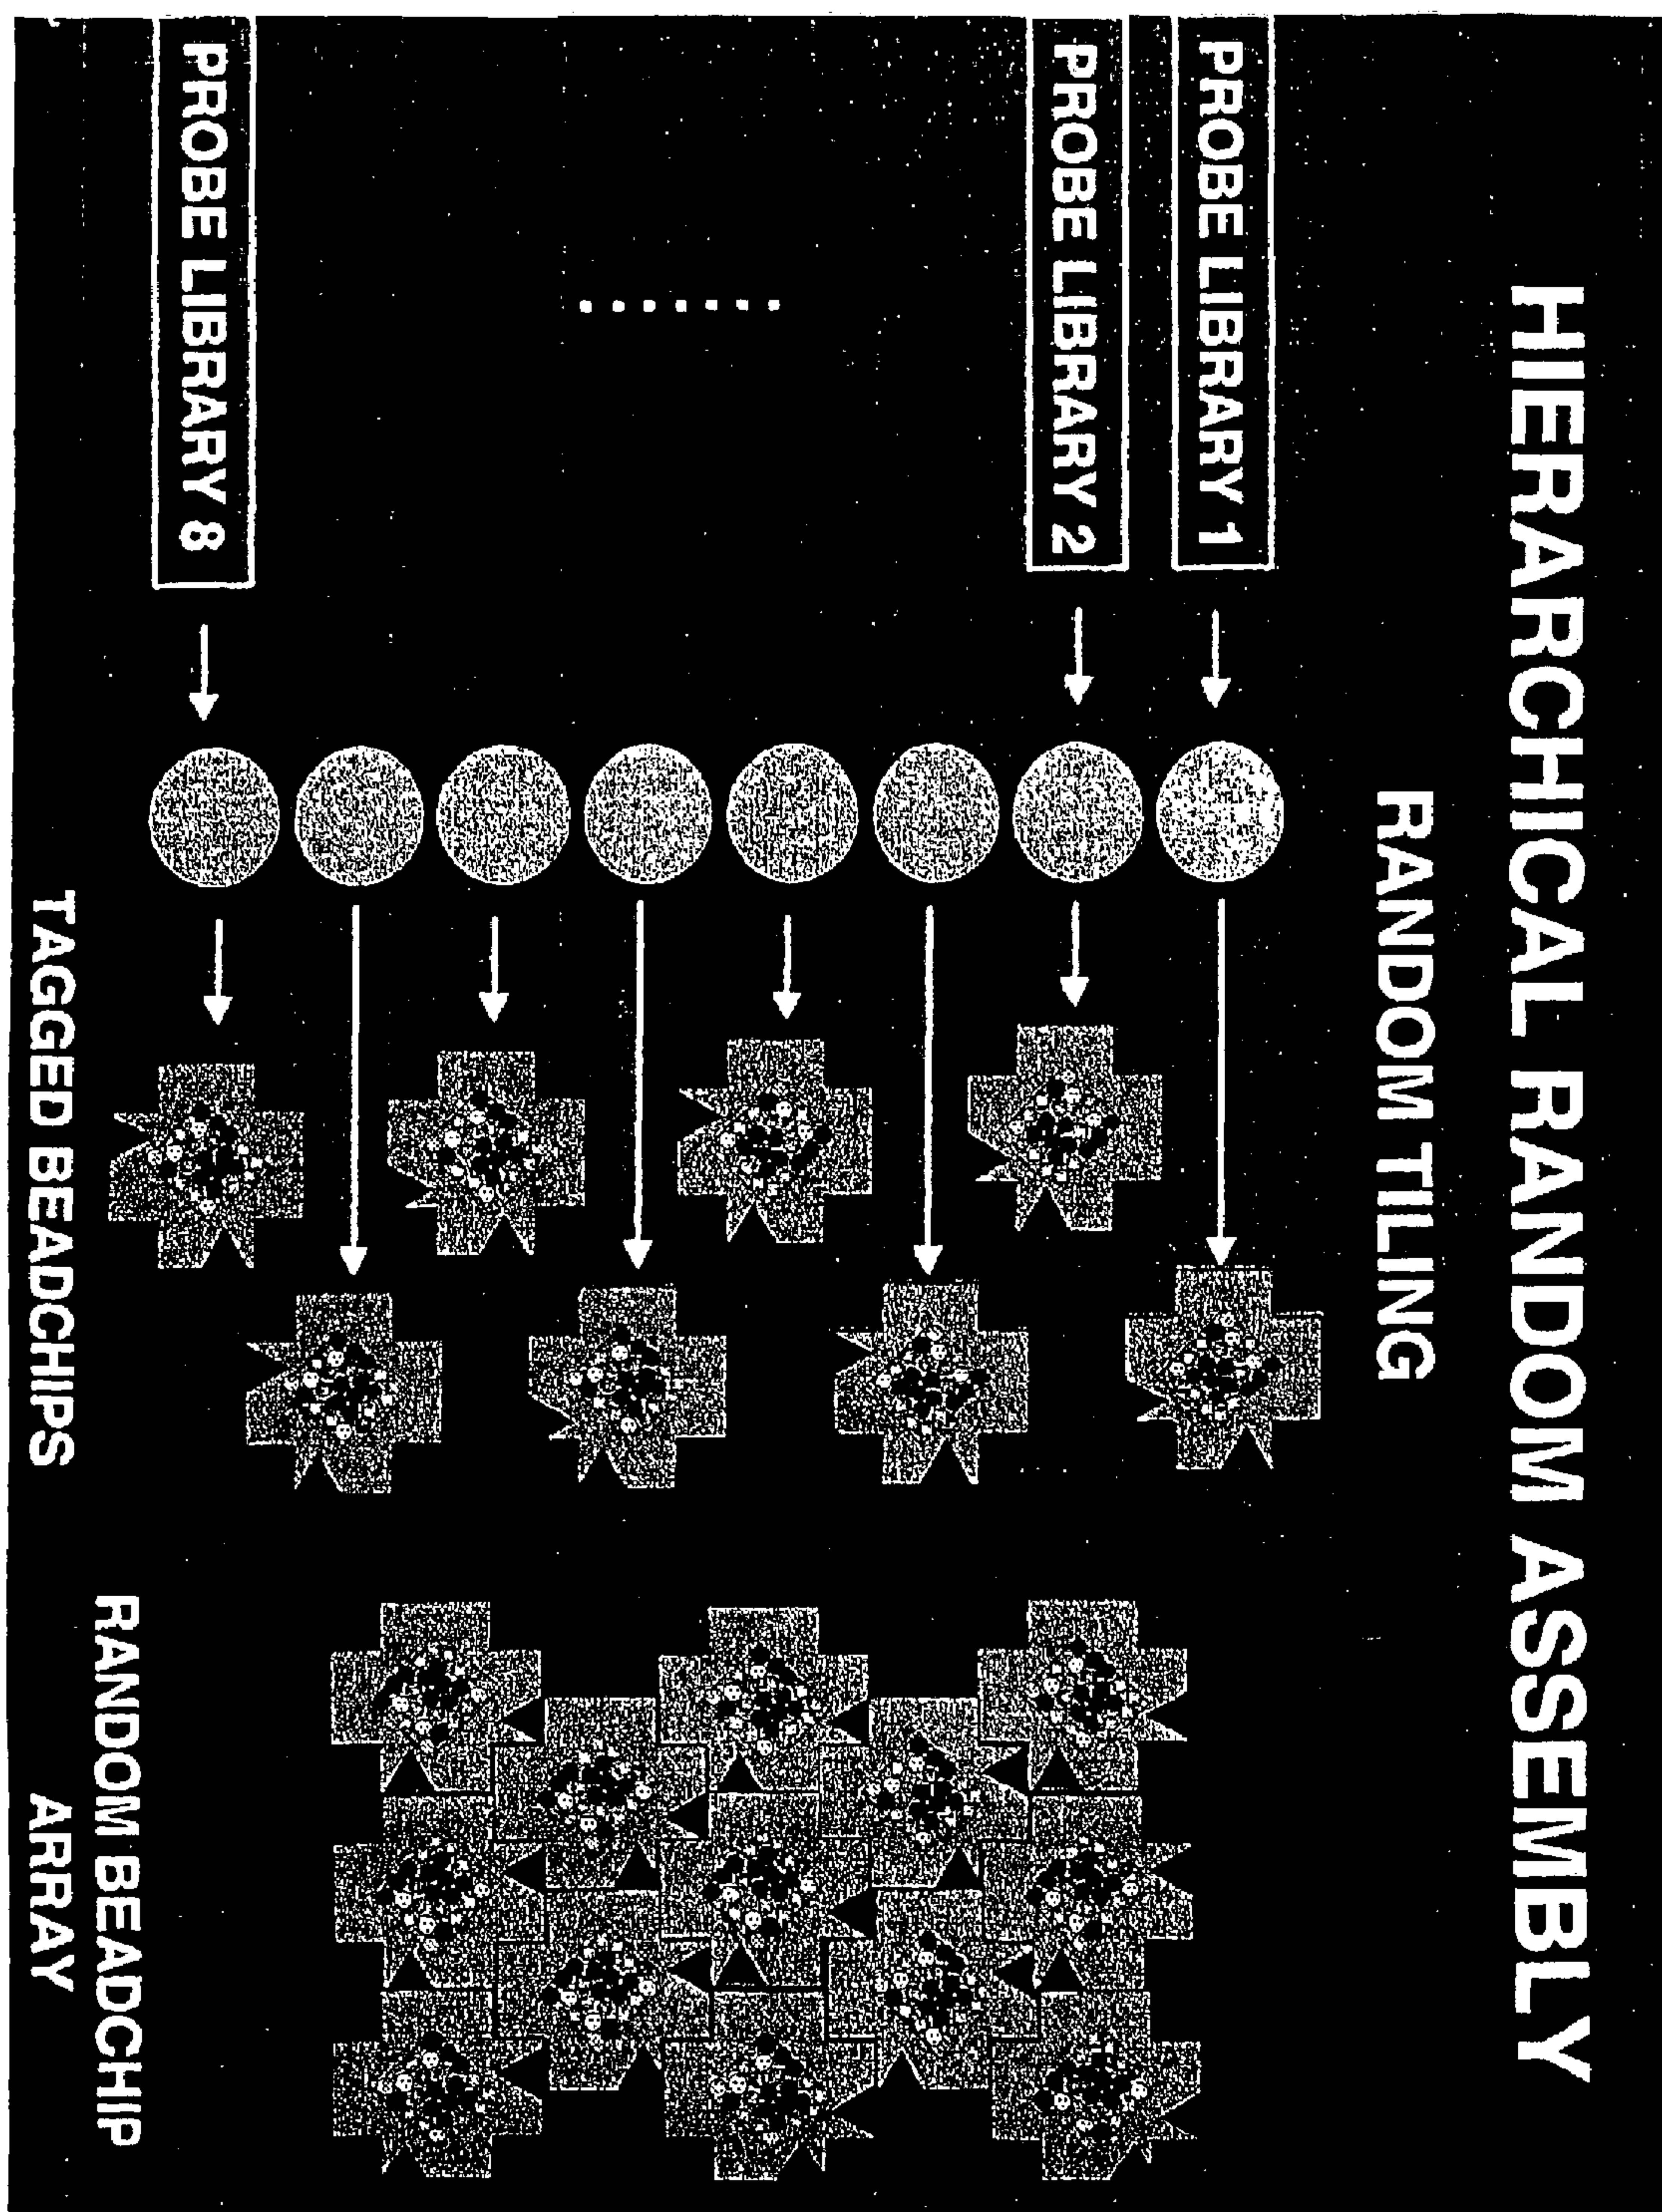 HIERARCHICAL RANDOM ASSEMBLY
RANDOM TILING
PROBE LIBRARY 1
PROBE LIBRARY 2
PROBE LIBRARY 8
TAGGED BEADCHIPS
RANDOM BEADCHIP
ARRAY